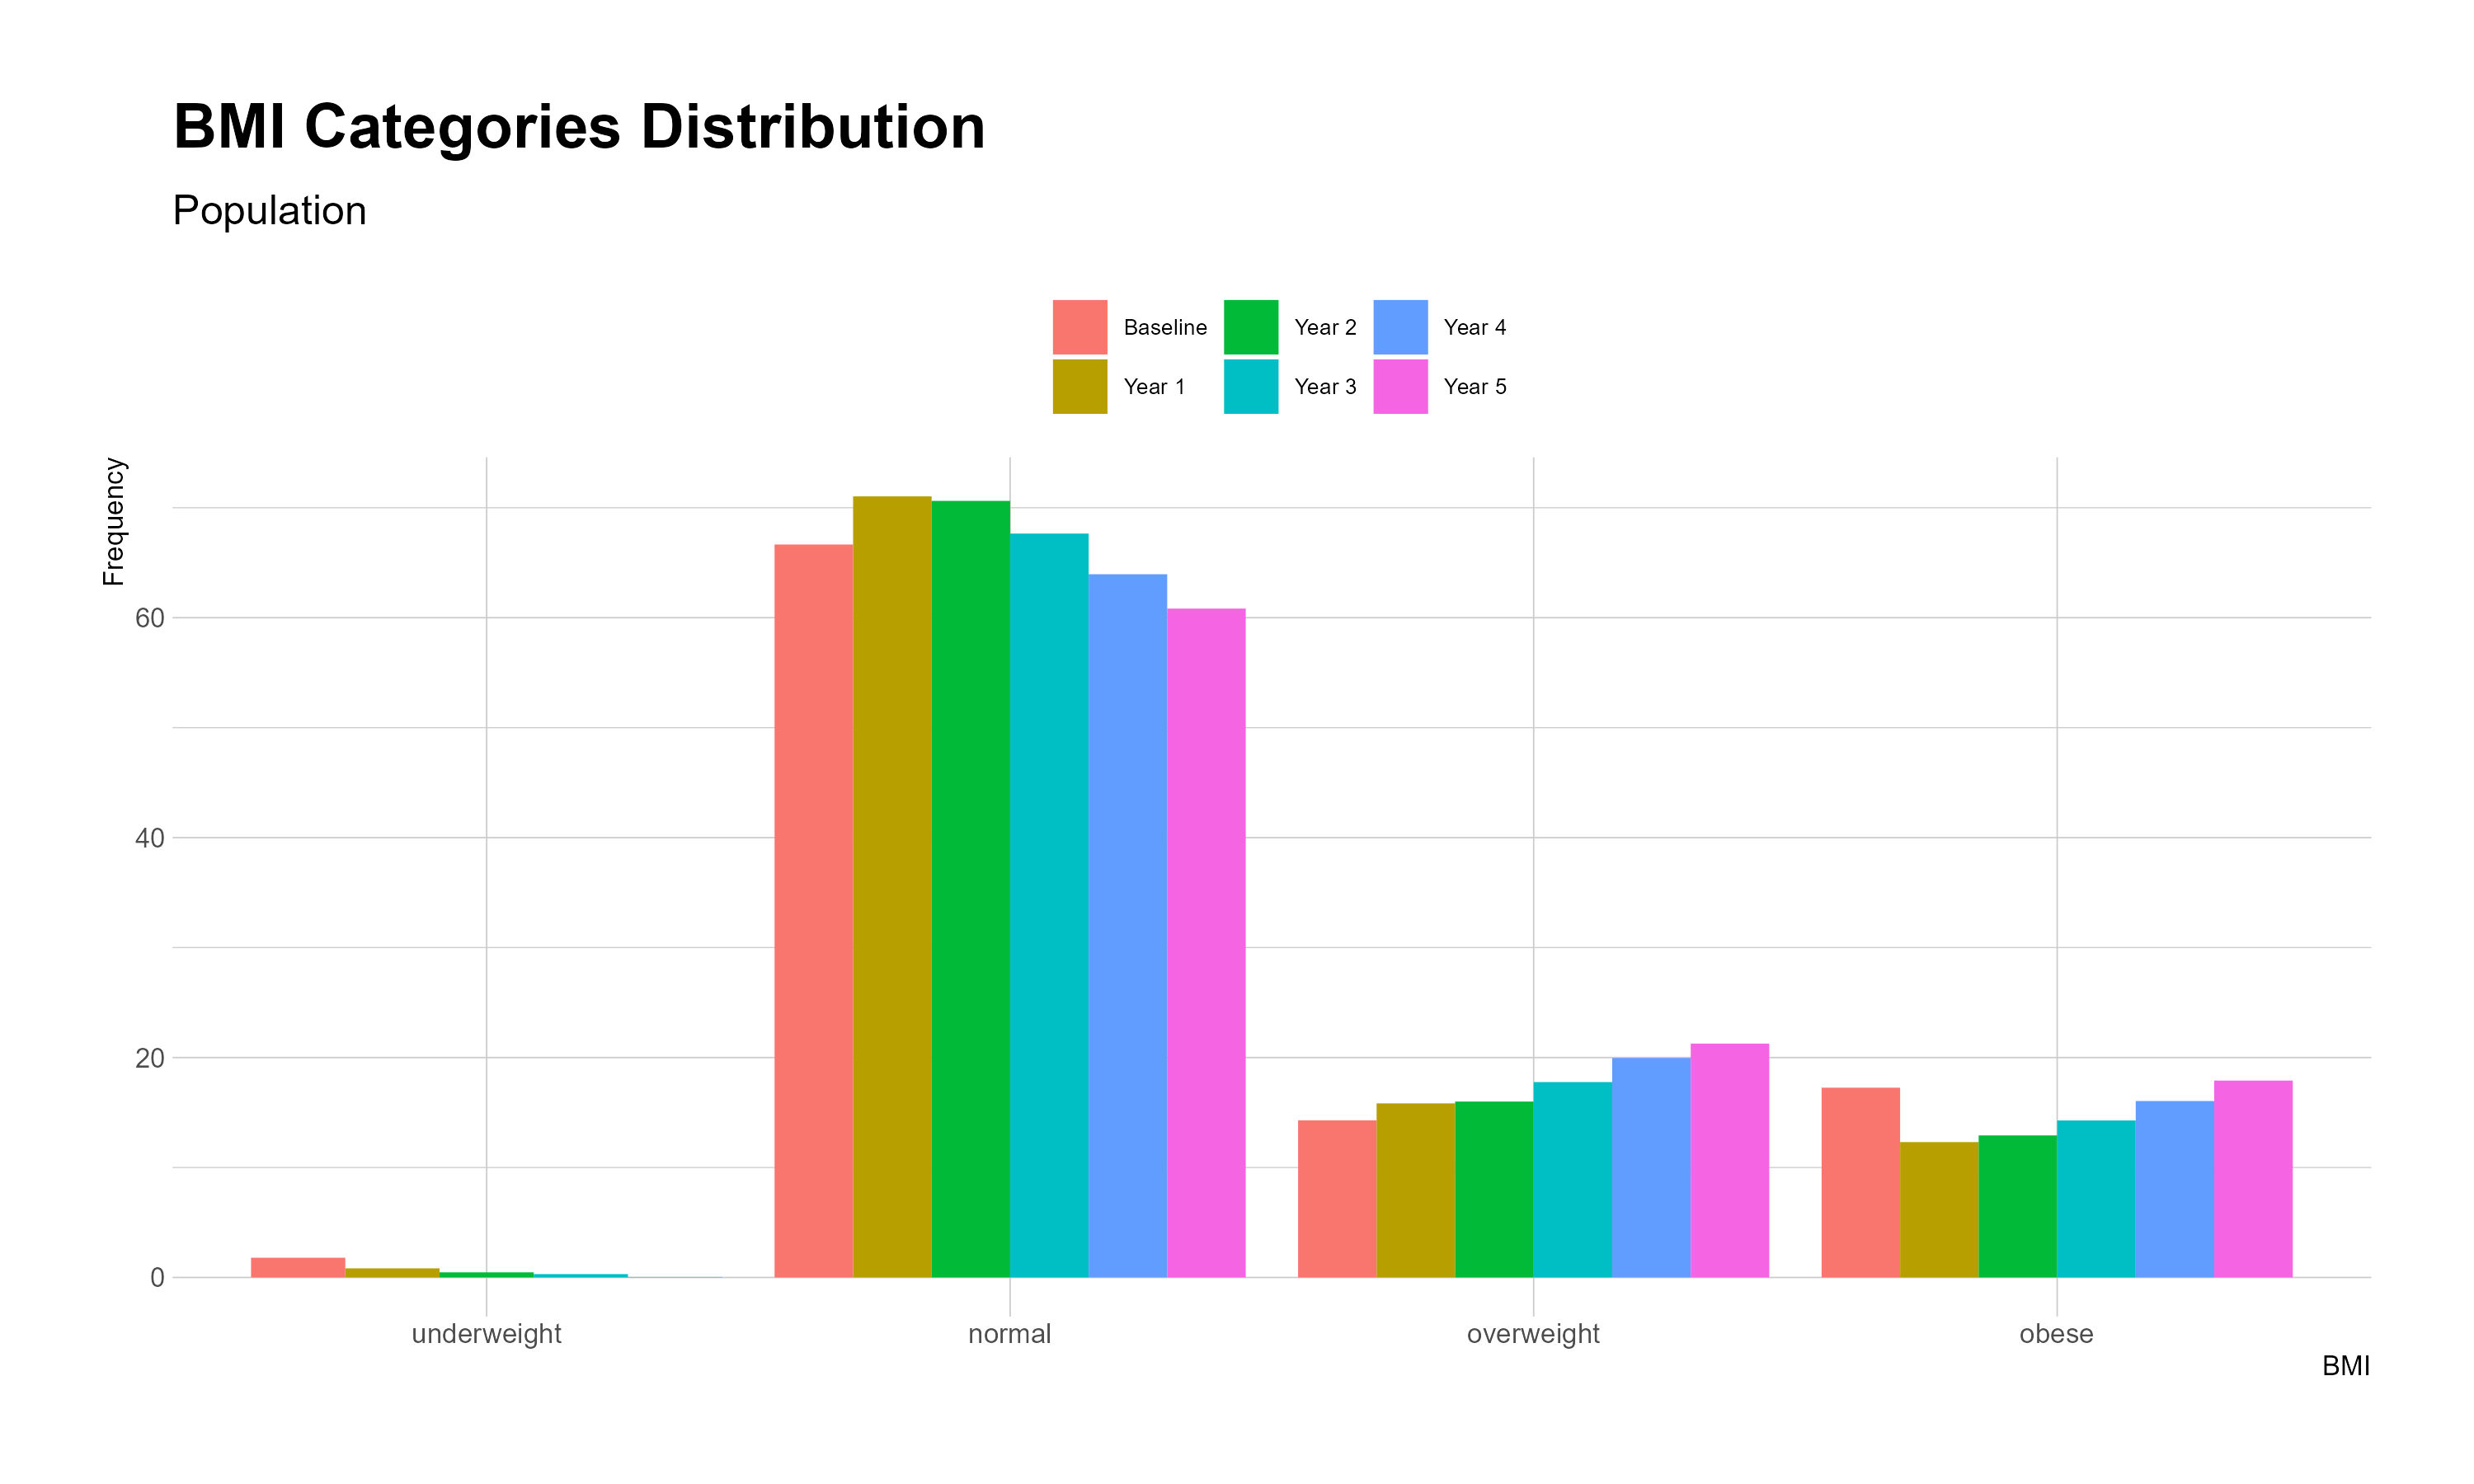 BMI Categories Distribution
Population
Baseline Year 2 Year 4
Year 1 Year 3 Year 5
Frequency
60
40
20
0
underweight normal overweight obese
BMI